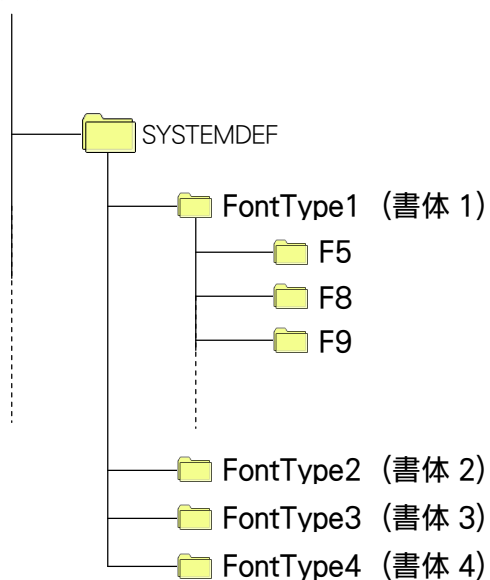 SYSTEMDEF
FontType1 （書体 1）
F5
F8
F9
FontType2 （書体 2）
FontType3 （書体 3）
FontType4 （書体 4）